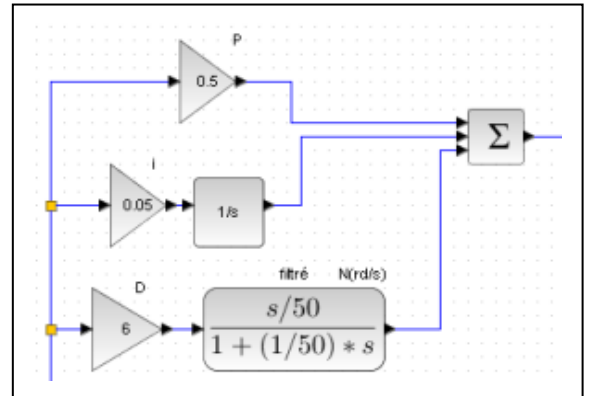 P
0.5
Σ
i
0.05
1/s
filtré N(rd/s)
D
6
s/50
1 + (1/50) * s